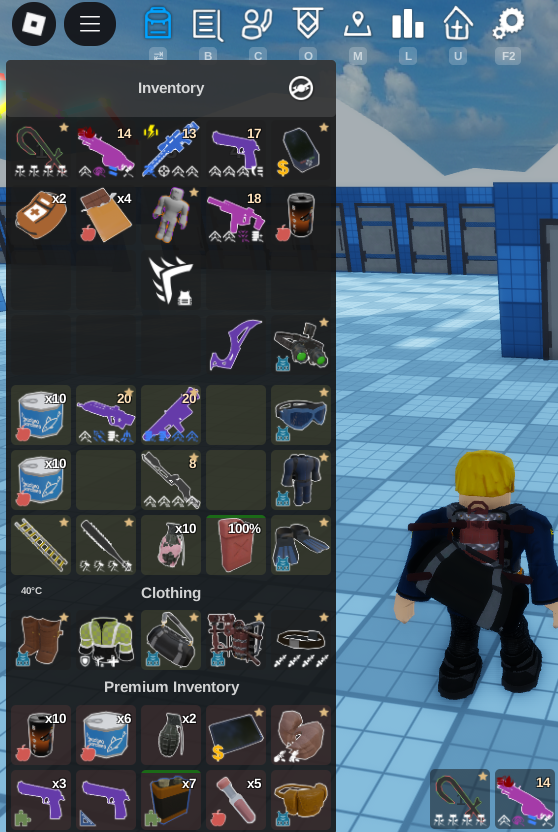 B C O M L U F2
Inventory
14 13 17
x2 x4 18
x10 20 20
x10 8
x10 100%
40°C Clothing
Premium Inventory
x10 x6 x2
x3 x7 x5
14